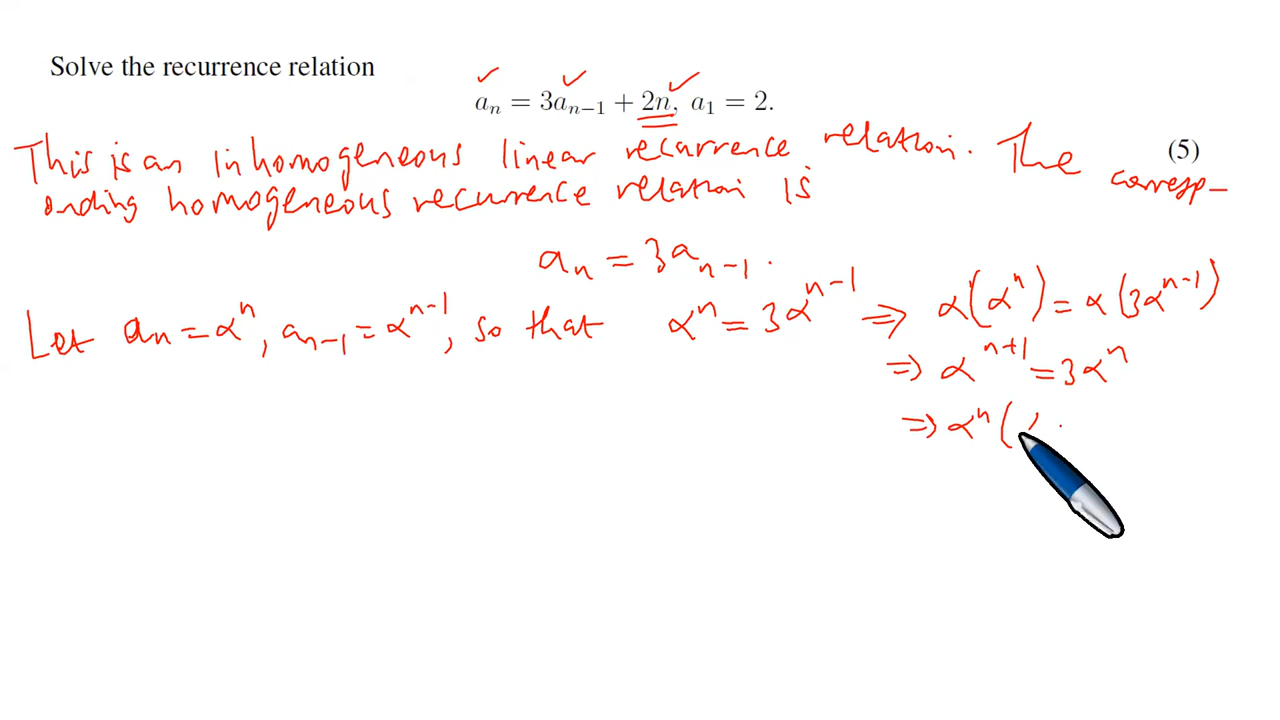 Solve the recurrence relation
aₙ = 3aₙ₋₁ + 2n, a₁ = 2.
(5)
This is an inhomogeneous linear recurrence relation. The corresp-
onding homogeneous recurrence relation is
aₙ = 3aₙ₋₁.
Let aₙ = αⁿ, aₙ₋₁ = αⁿ⁻¹, so that αⁿ = 3αⁿ⁻¹ ⇒ α(αⁿ) = α(3αⁿ⁻¹)
⇒ αⁿ⁺¹ = 3αⁿ
⇒ αⁿ (